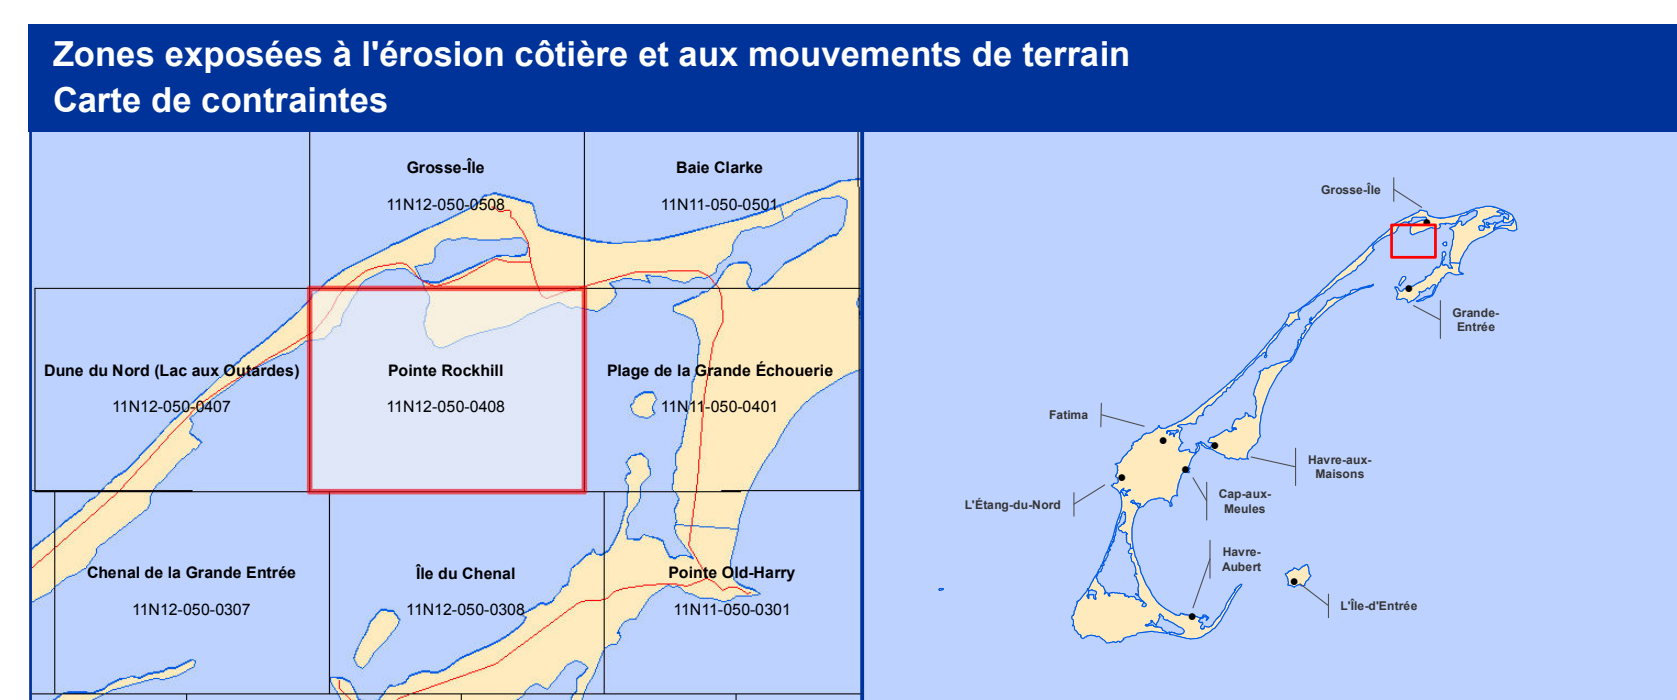 Zones exposées à l'érosion côtière et aux mouvements de terrain
Carte de contraintes
Grosse-Île
11N12-050-0508
Baie Clarke
11N11-050-0501
Dune du Nord (Lac aux Outardes)
11N12-050-0407
Pointe Rockhill
11N12-050-0408
Plage de la Grande Échouerie
11N11-050-0401
Chenal de la Grande Entrée
11N12-050-0307
Île du Chenal
11N12-050-0308
Pointe Old-Harry
11N11-050-0301
Grosse-Île
Grande-
Entrée
Fatima
Havre-aux-
Maisons
L'Étang-du-Nord
Cap-aux-
Meules
Havre-
Aubert
L'Île-d'Entrée